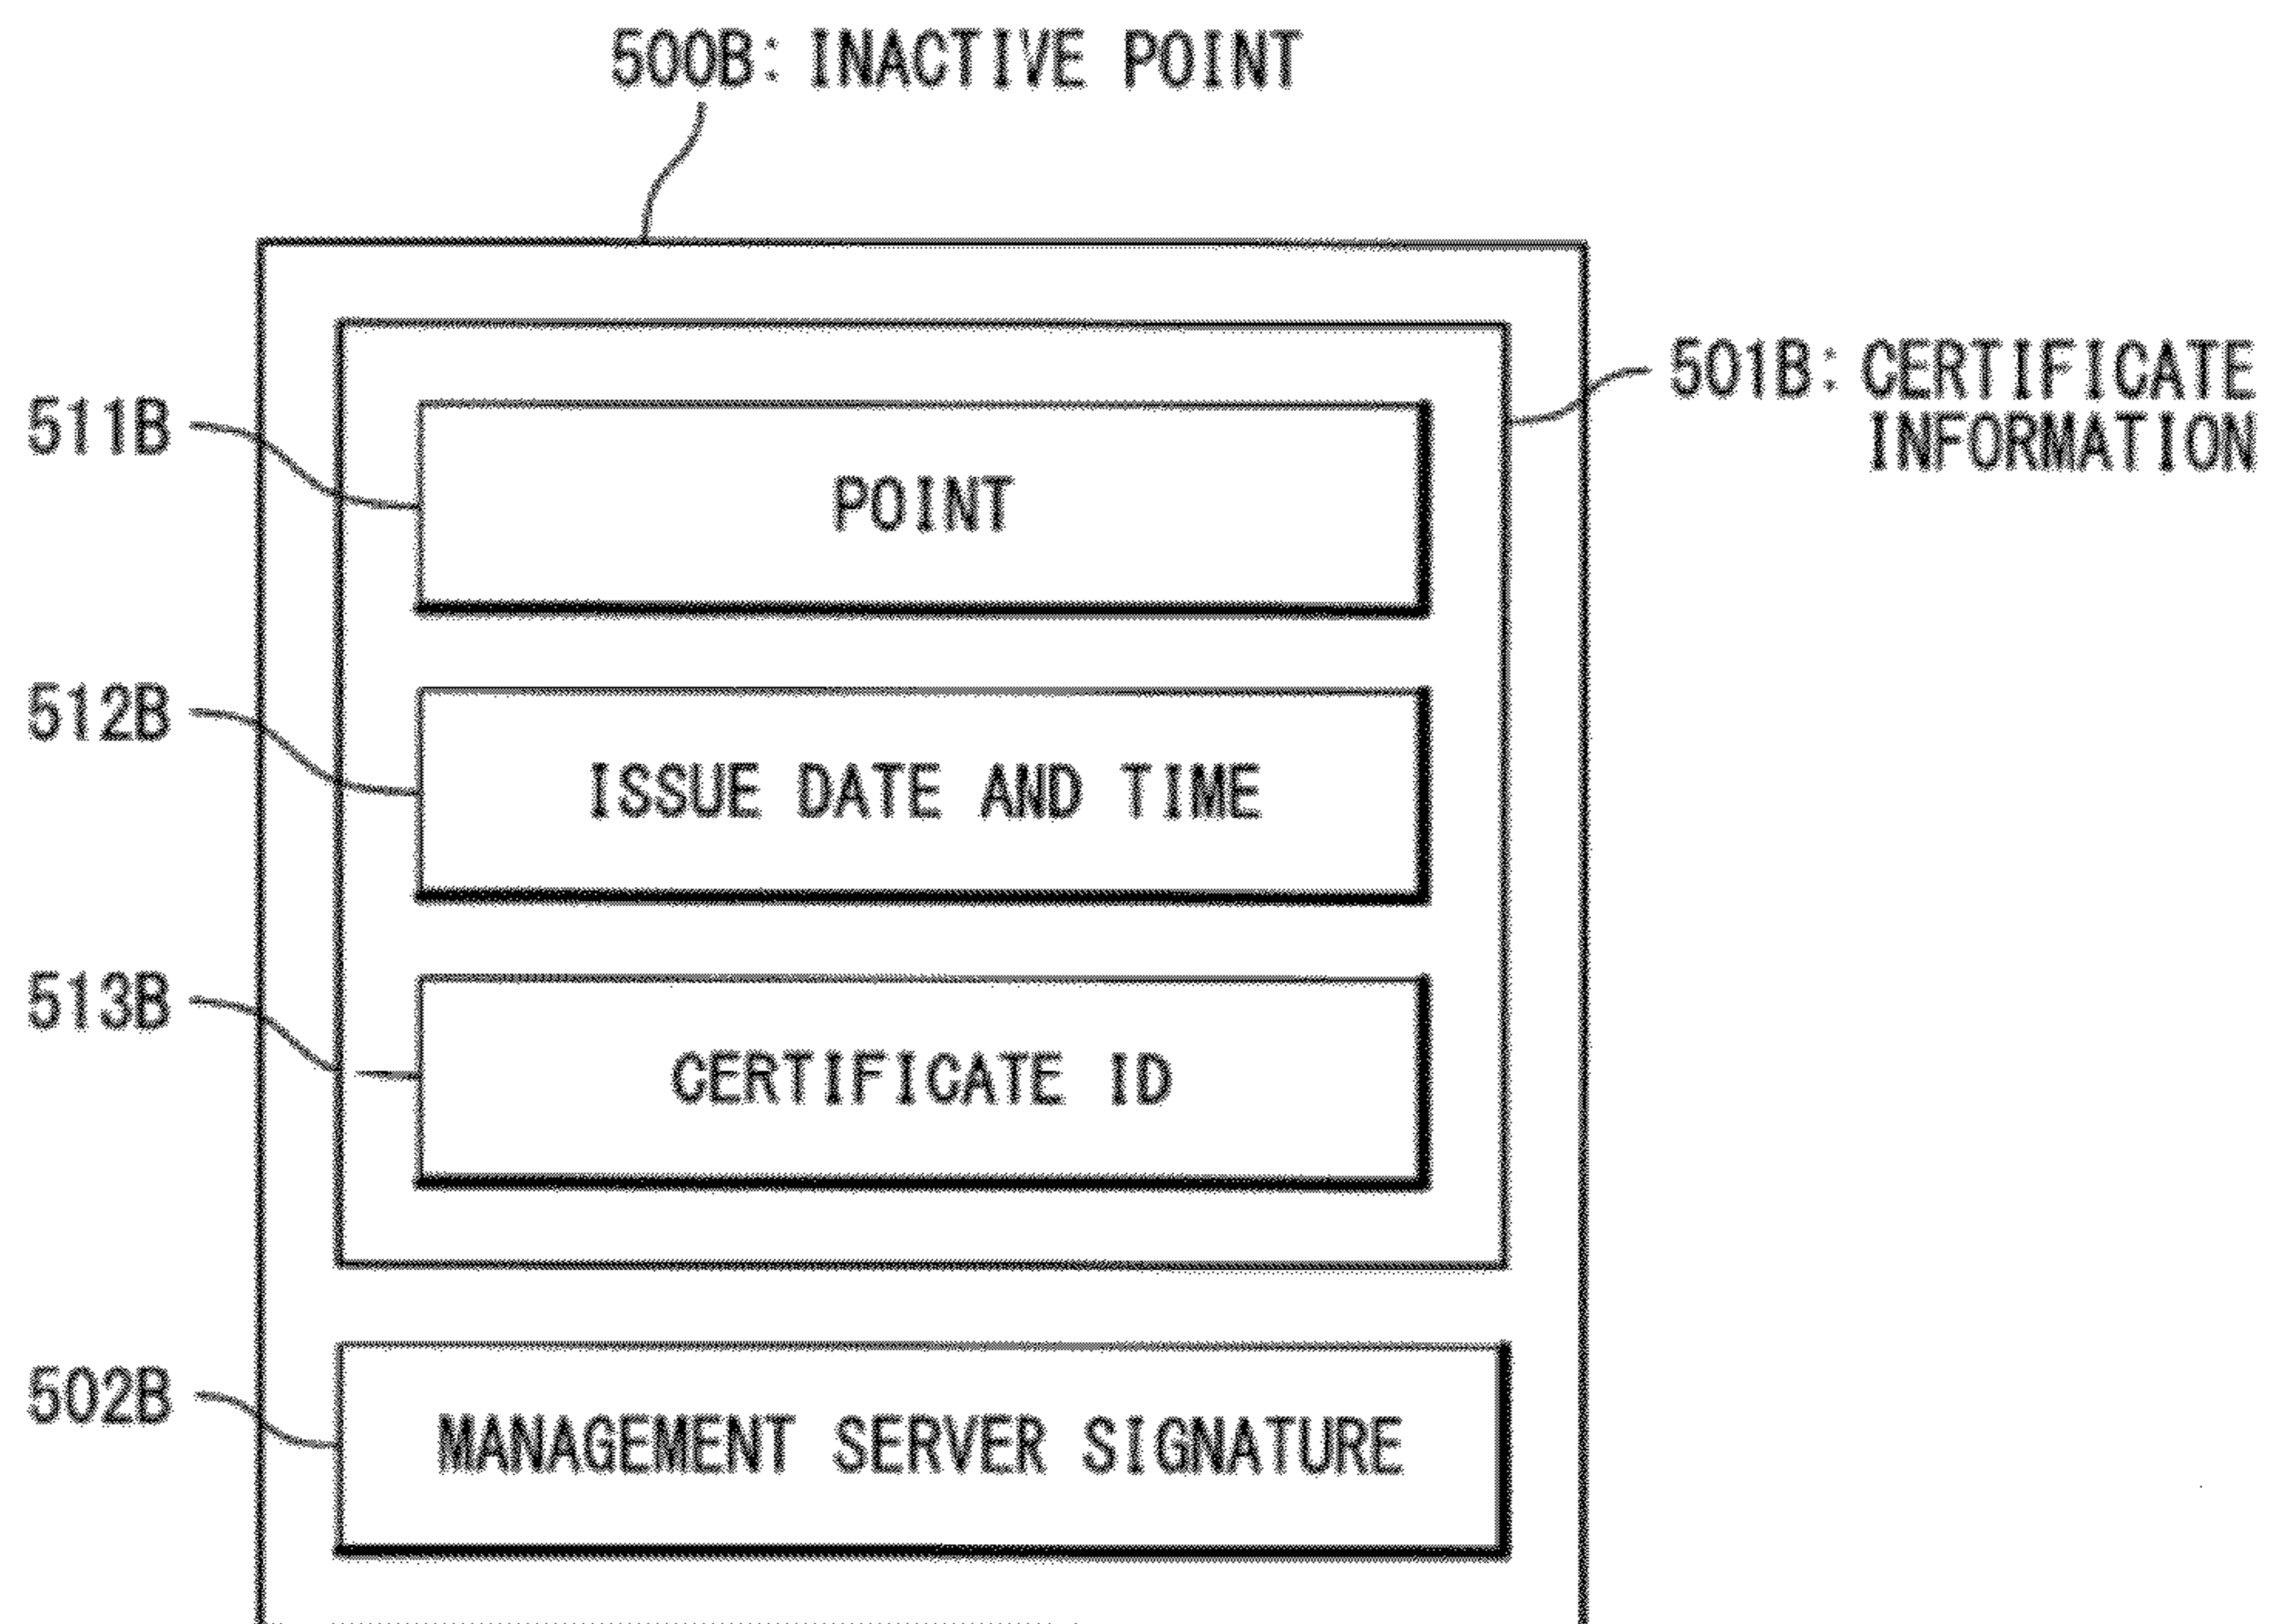 500B: INACTIVE POINT
501B: CERTIFICATE
INFORMATION
511B
POINT
512B
ISSUE DATE AND TIME
513B
CERTIFICATE ID
502B
MANAGEMENT SERVER SIGNATURE